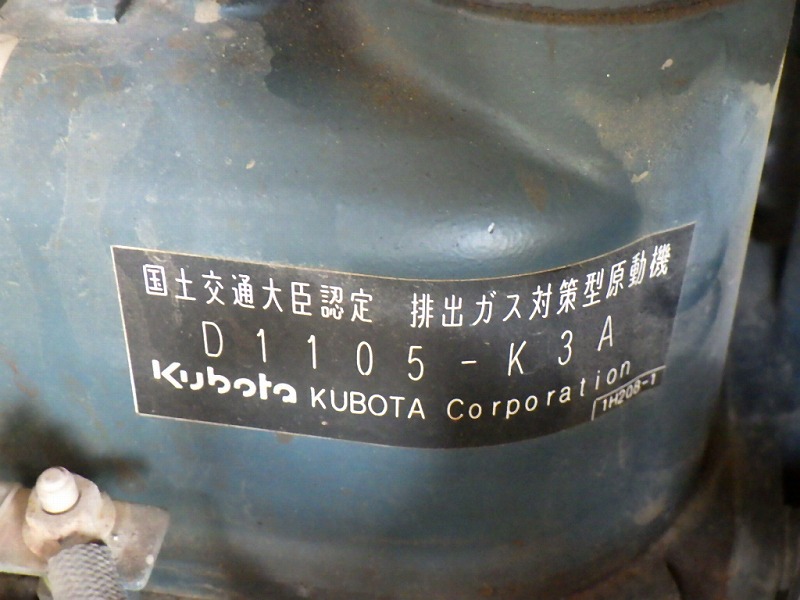 国土交通大臣認定 排出ガス対策型原動機
D1105-K3A
Kubota KUBOTA Corporation
1H208-1